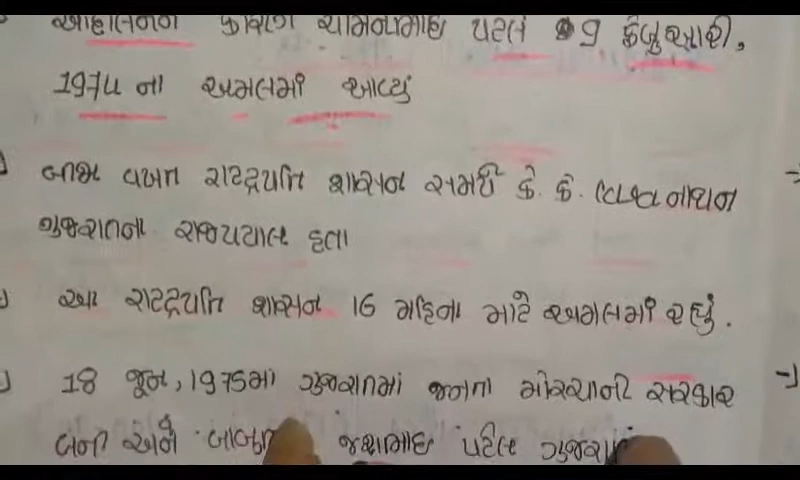 આંદોલનને કારણે ચીમનભાઈ પટેલ 9 ફેબ્રુઆરી,
1974 ના અમલમાં આવ્યું
બીજા વખત રાષ્ટ્રપતિ શાસન સમયે કે. કે. વિશ્વનાથન
ગુજરાતના રાજ્યપાલ હતા
આ રાષ્ટ્રપતિ શાસન 16 મહિના માટે અમલમાં રહ્યું.
18 જૂન, 1975માં ગુજરાતમાં જનતા મોરચાની સરકાર
બની અને જશભાઈ પટેલ